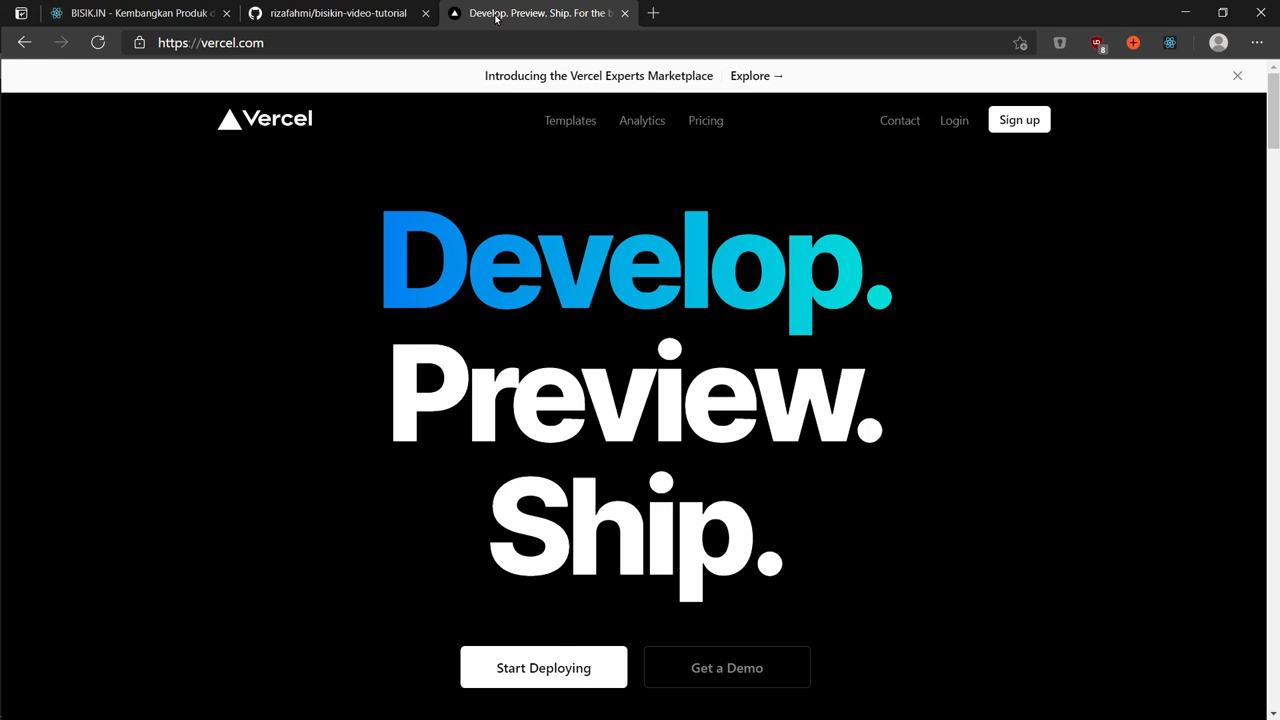 BISIK.IN - Kembangkan Produk d
rizafahmi/bisikin-video-tutorial
Develop. Preview. Ship. For the b
https://vercel.com
8
Introducing the Vercel Experts Marketplace Explore →
Vercel
Templates Analytics Pricing Contact Login Sign up
Develop.
Preview.
Ship.
Start Deploying Get a Demo